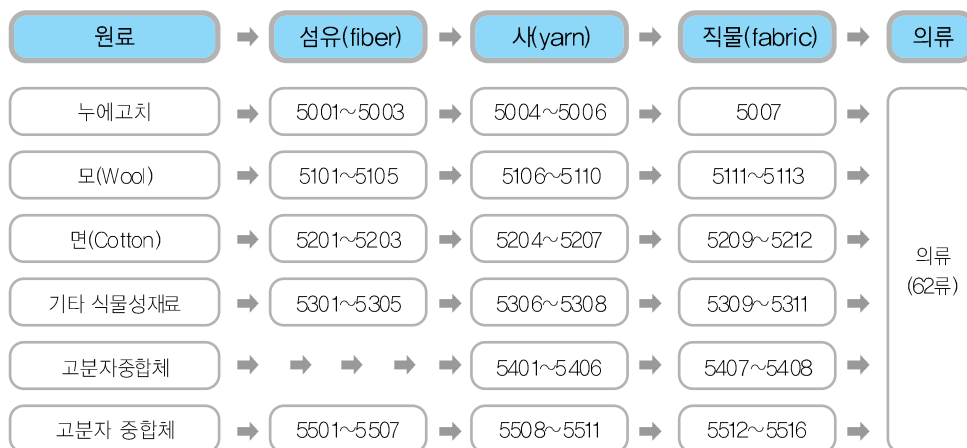 원료 섬유(fiber) 사(yarn) 직물(fabric) 의류
누에고치 5001~5003 5004~5006 5007
모(Wool) 5101~5105 5106~5110 5111~5113
면(Cotton) 5201~5203 5204~5207 5209~5212
의류
(62류)
기타 식물성재료 5301~5305 5306~5308 5309~5311
고분자중합체 5401~5406 5407~5408
고분자 중합체 5501~5507 5508~5511 5512~5516